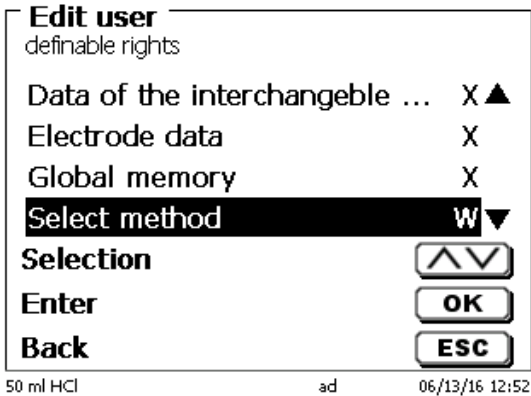 Edit user
definable rights
Data of the interchangeble ... X ▲
Electrode data X
Global memory X
Select method W ▼
Selection ∧∨
Enter OK
Back ESC
50 ml HCl ad 06/13/16 12:52